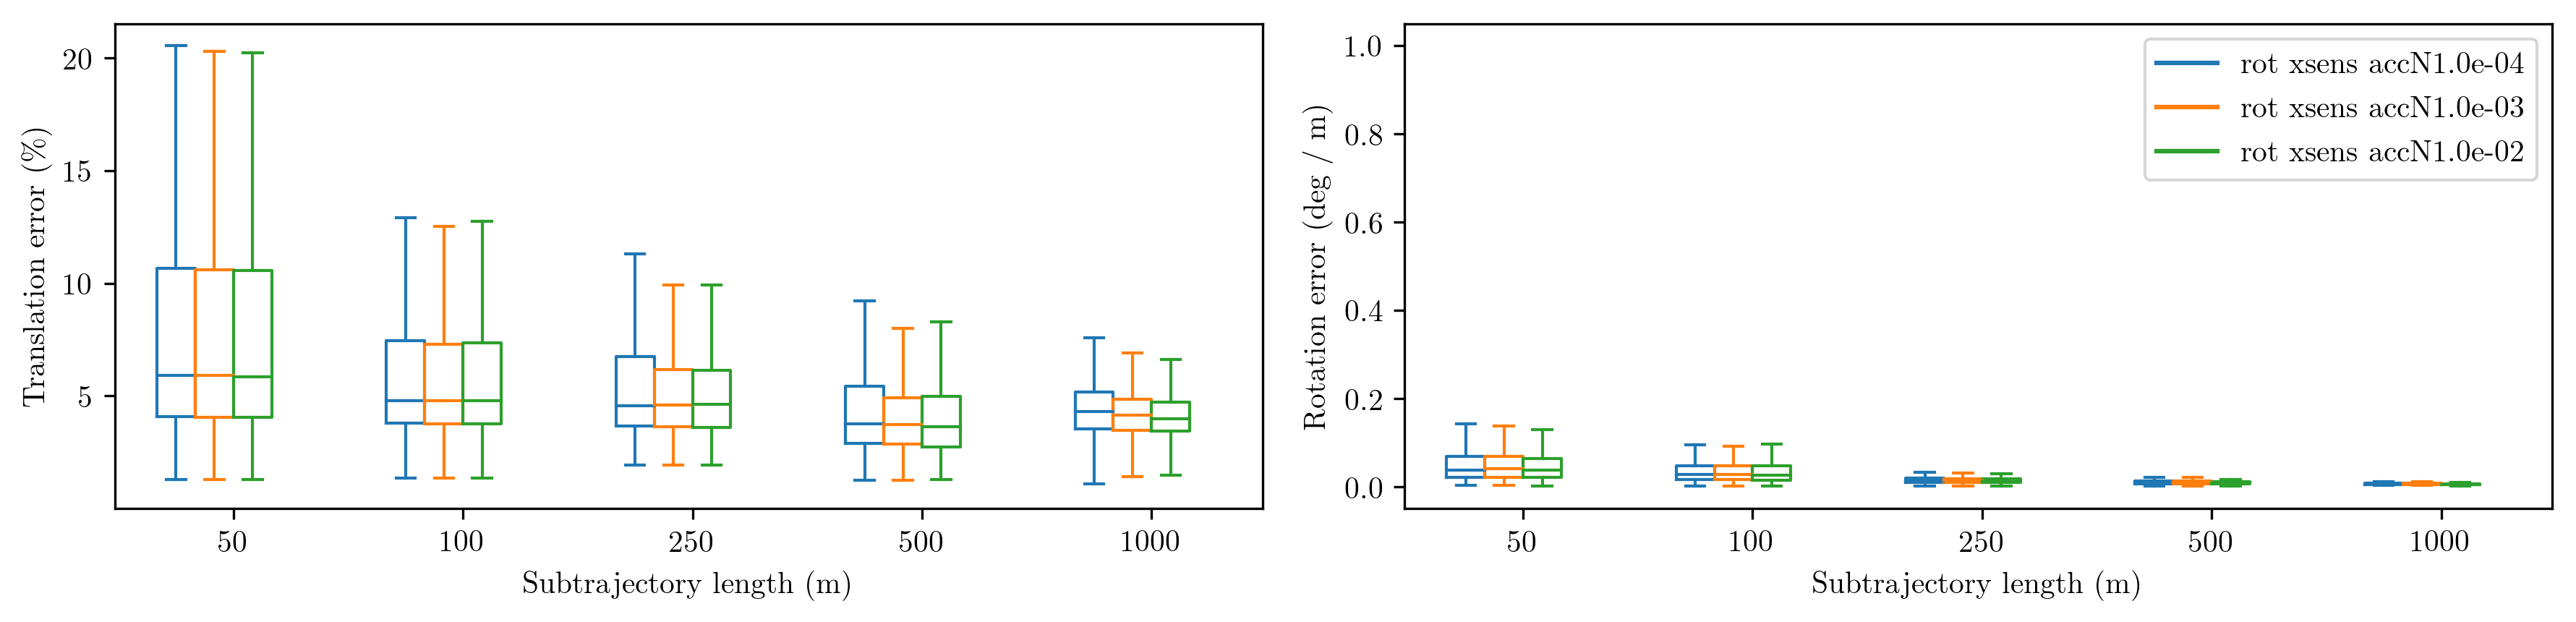 20
15
10
5
Translation error (%)
50 100 250 500 1000
Subtrajectory length (m)
1.0
0.8
0.6
0.4
0.2
0.0
Rotation error (deg / m)
rot xsens accN1.0e-04
rot xsens accN1.0e-03
rot xsens accN1.0e-02
50 100 250 500 1000
Subtrajectory length (m)